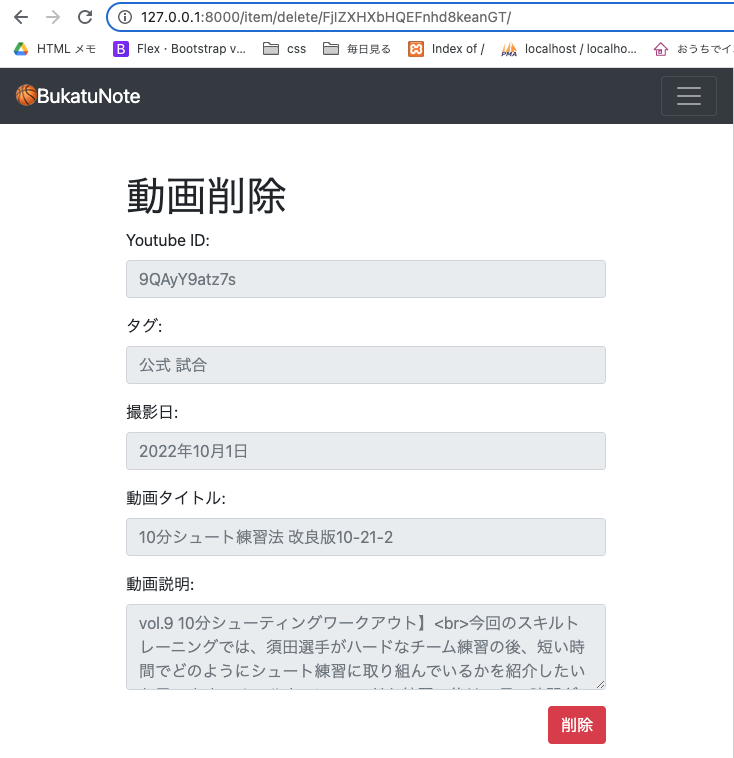 127.0.0.1:8000/item/delete/FjIZXHXbHQEFnhd8keanGT/
HTML メモ
B Flex · Bootstrap v...
css
毎日見る
Index of /
PMA localhost / localho...
おうちでイ
BukatuNote
動画削除
Youtube ID:
9QAyY9atz7s
タグ:
公式 試合
撮影日:
2022年10月1日
動画タイトル:
10分シュート練習法 改良版10-21-2
動画説明:
vol.9 10分シューティングワークアウト】<br>今回のスキルト
レーニングでは、須田選手がハードなチーム練習の後、短い時
間でどのようにシュート練習に取り組んでいるかを紹介したい
削除